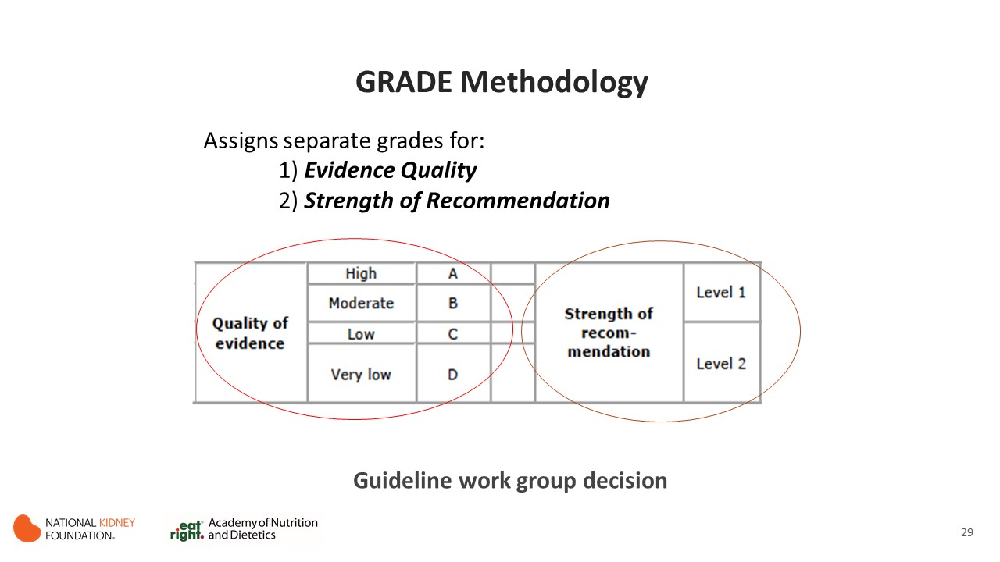 GRADE Methodology
Assigns separate grades for:
1) Evidence Quality
2) Strength of Recommendation
Quality of
evidence
High
A
Moderate
B
Low
C
Very low
D
Strength of
recom-
mendation
Level 1
Level 2
Guideline work group decision
NATIONAL KIDNEY
FOUNDATION®
eat
right.
Academy of Nutrition
and Dietetics
29